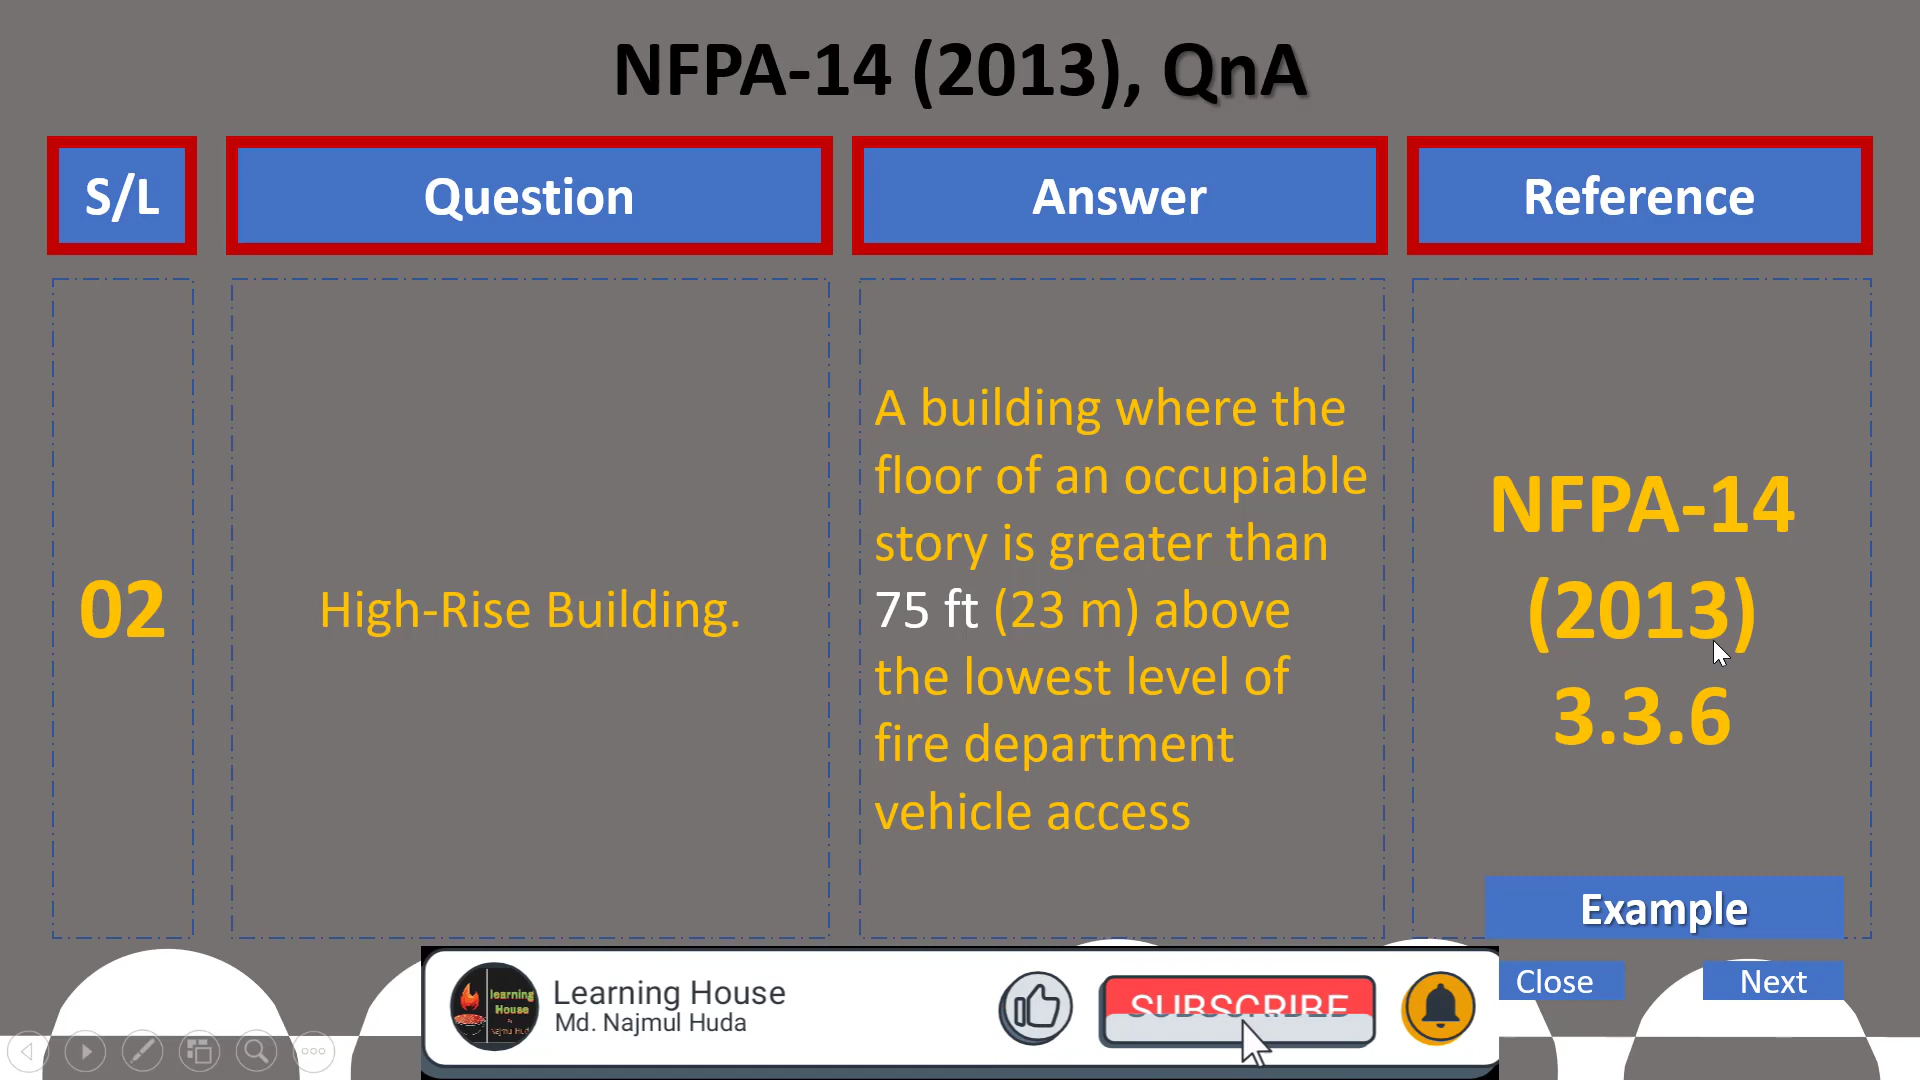 NFPA-14 (2013), QnA
S/L
Question
Answer
Reference
02
High-Rise Building.
A building where the
floor of an occupiable
story is greater than
75 ft (23 m) above
the lowest level of
fire department
vehicle access
NFPA-14
(2013)
3.3.6
Example
Close
Next
learning
House
Learning House
Md. Najmul Huda
SUBSCRIBE